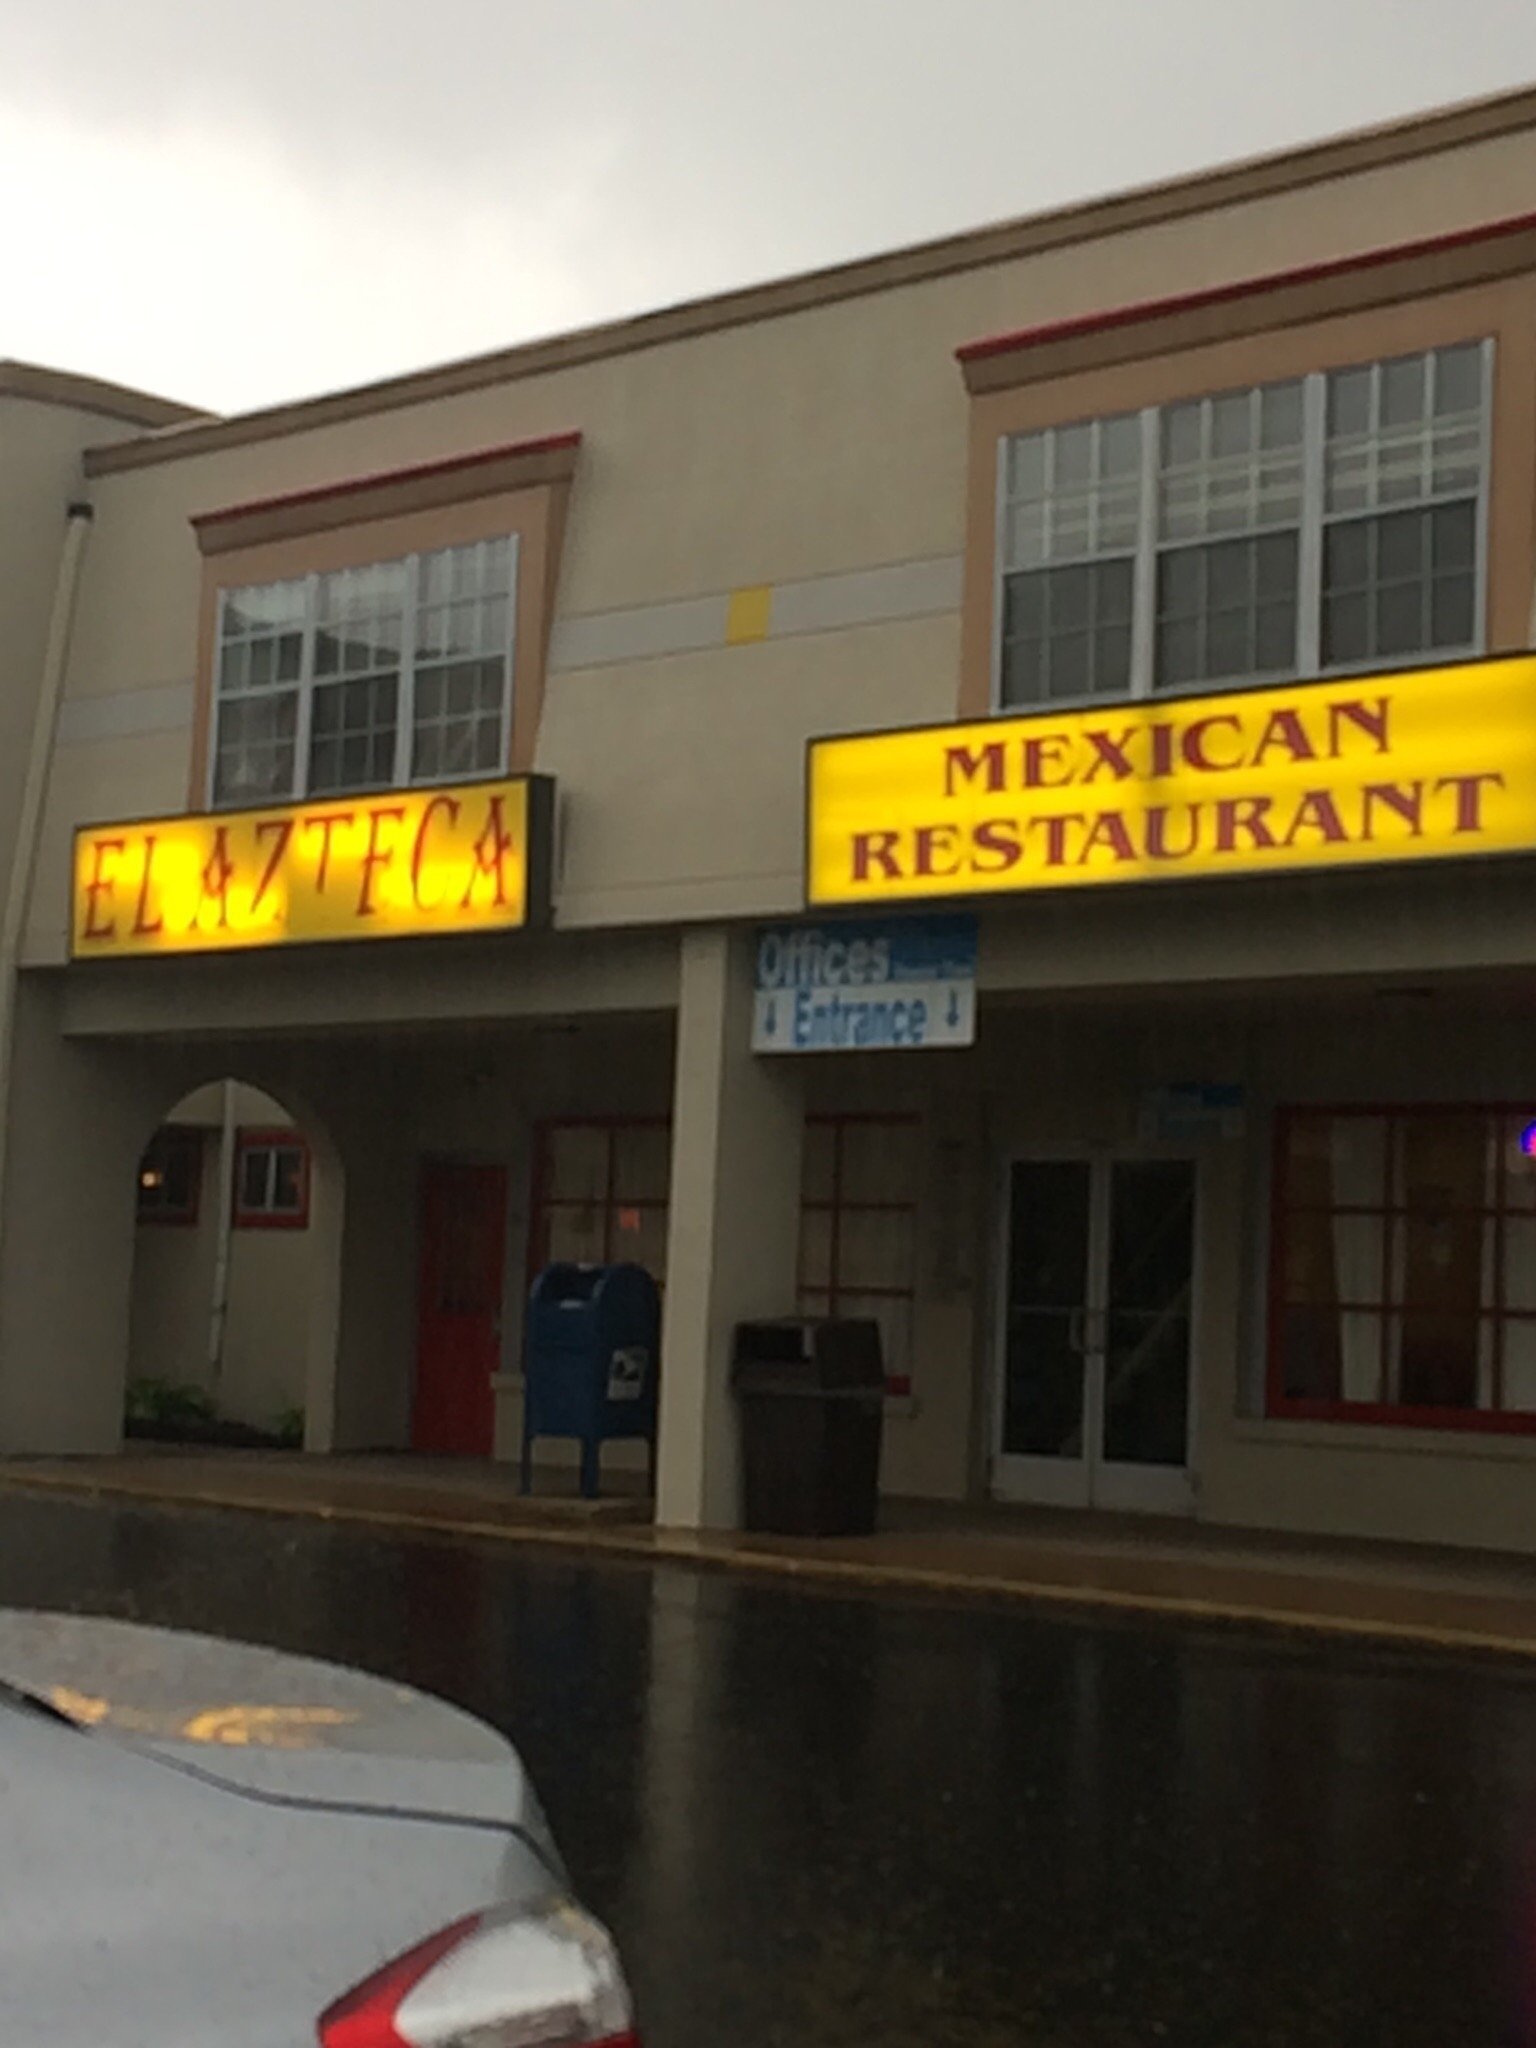 EL AZTECA
MEXICAN
RESTAURANT
Offices
Entrance